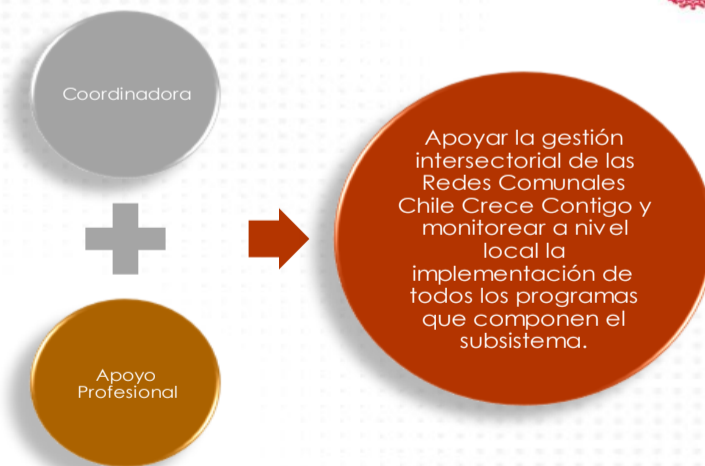 Coordinadora
Apoyo
Profesional
Apoyar la gestión
intersectorial de las
Redes Comunales
Chile Crece Contigo y
monitorear a nivel
local la
implementación de
todos los programas
que componen el
subsistema.